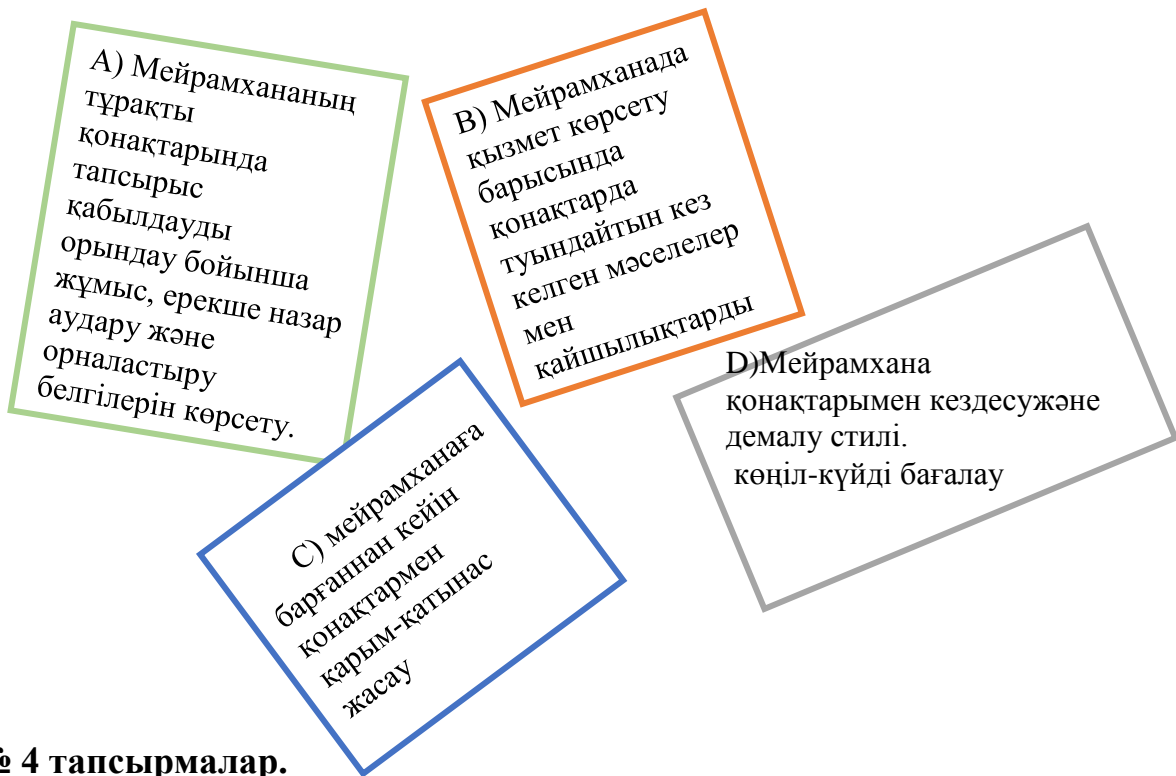 A) Мейрамхананың
тұрақты
қонақтарында
тапсырыс
қабылдауды
орындау бойынша
жұмыс, ерекше назар
аудару және
орналастыру
белгілерін көрсету.
B) Мейрамханада
қызмет көрсету
барысында
қонақтарда
туындайтын кез
келген мәселелер
мен
қайшылықтарды
D)Мейрамхана
қонақтарымен кездесужәне
демалу стилі.
көңіл-күйді бағалау
C) мейрамханаға
барғаннан кейін
қонақтармен
қарым-қатынас
жасау
№ 4 тапсырмалар.